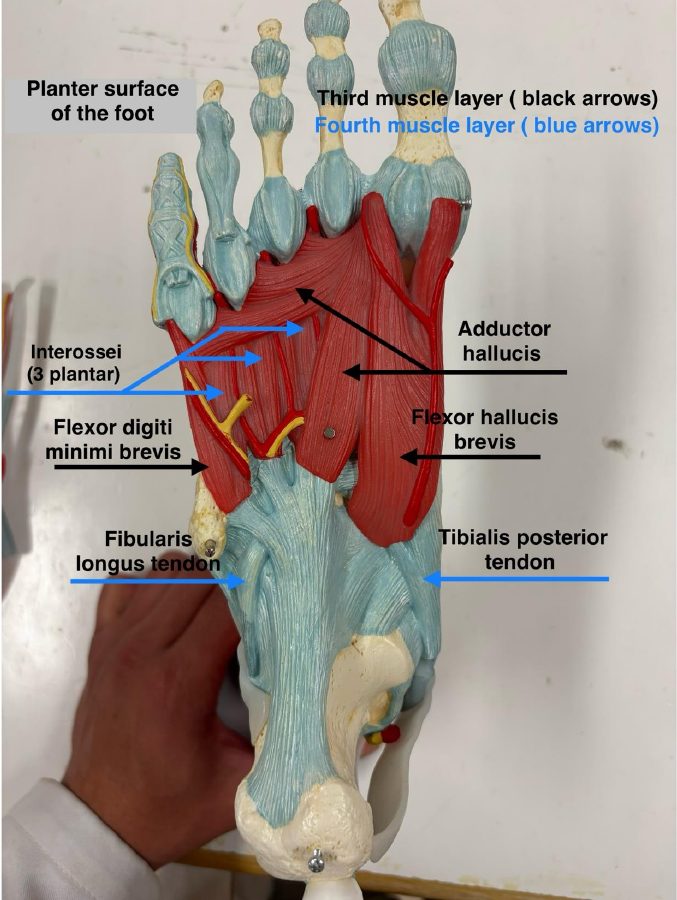 Planter surface
of the foot
Third muscle layer ( black arrows)
Fourth muscle layer ( blue arrows)
Interossei
(3 plantar)
Adductor
hallucis
Flexor digiti
minimi brevis
Flexor hallucis
brevis
Fibularis
longus tendon
Tibialis posterior
tendon